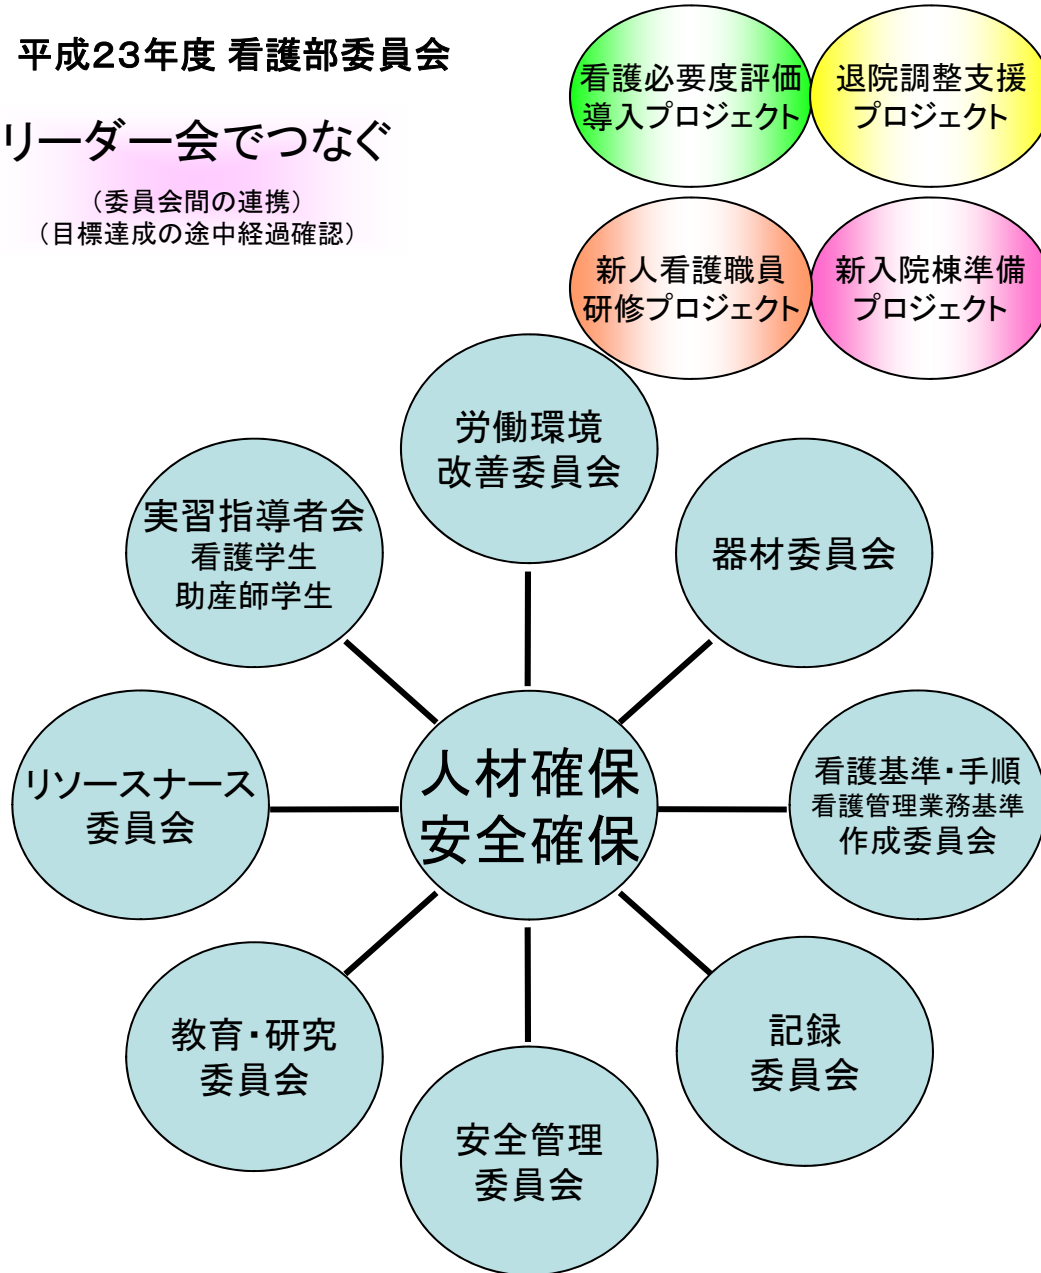 平成23年度 看護部委員会
リーダー会でつなぐ
（委員会間の連携）
（目標達成の途中経過確認）
看護必要度評価
導入プロジェクト
退院調整支援
プロジェクト
新人看護職員
研修プロジェクト
新入院棟準備
プロジェクト
労働環境
改善委員会
実習指導者会
看護学生
助産師学生
器材委員会
リソースナース
委員会
人材確保
安全確保
看護基準・手順
看護管理業務基準
作成委員会
教育・研究
委員会
記録
委員会
安全管理
委員会